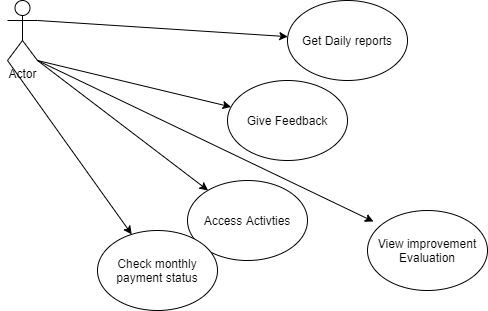 Get Daily reports
Actor
Give Feedback
Access Activties
View improvement
Evaluation
Check monthly
payment status